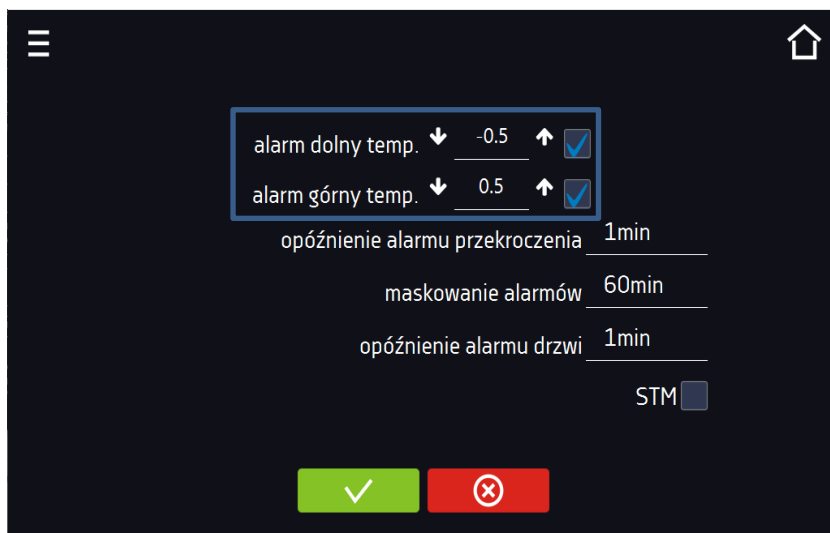 alarm dolny temp. -0.5
alarm górny temp. 0.5
opóźnienie alarmu przekroczenia 1min
maskowanie alarmów 60min
opóźnienie alarmu drzwi 1min
STM